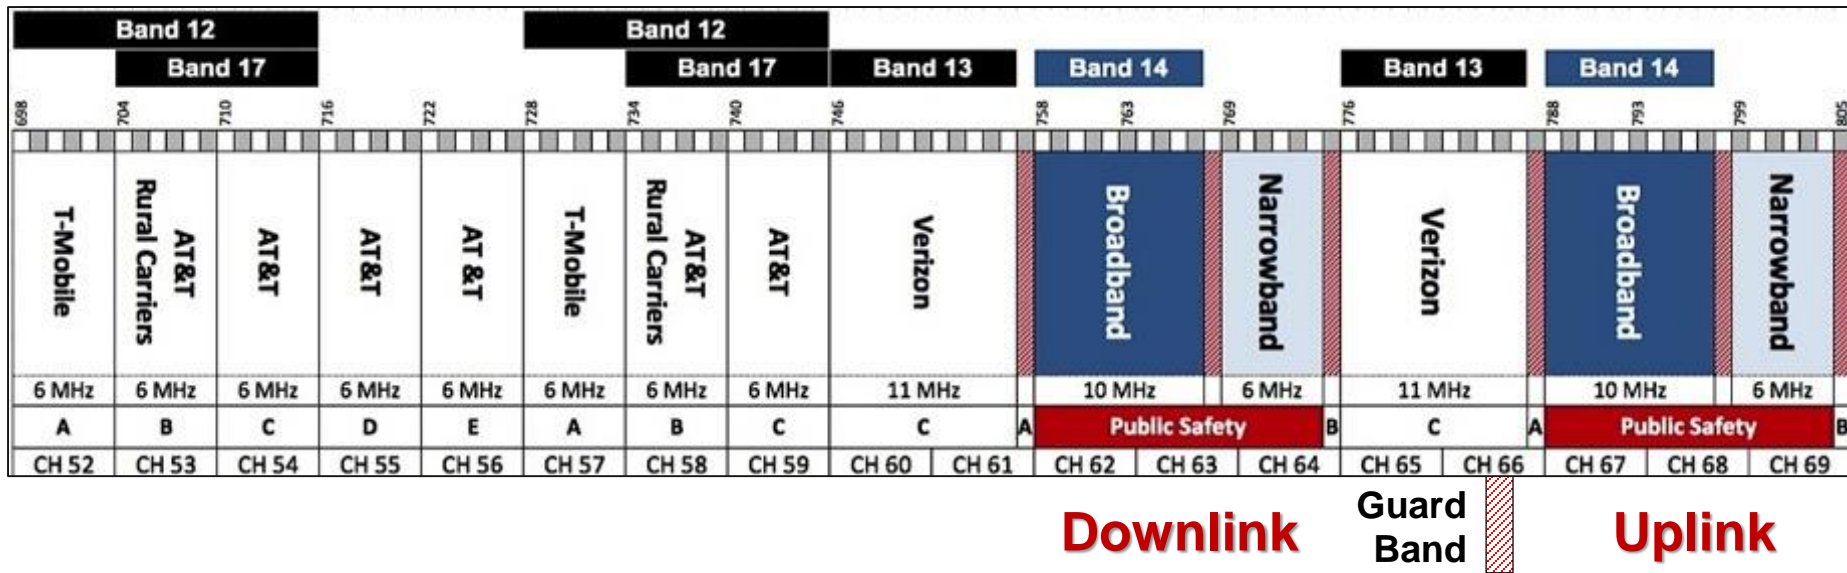 Band 12 Band 12
Band 17 Band 17 Band 13 Band 14 Band 13 Band 14
698 704 710 716 722 728 734 740 746 758 763 769 776 788 793 799 805
T-Mobile
Rural Carriers
AT&T
AT&T
AT&T
AT &T
T-Mobile
Rural Carriers
AT&T
AT&T
Verizon
Broadband
Narrowband
Verizon
Broadband
Narrowband
6 MHz 6 MHz 6 MHz 6 MHz 6 MHz 6 MHz 6 MHz 6 MHz 11 MHz 10 MHz 6 MHz 11 MHz 10 MHz 6 MHz
A B C D E A B C C A Public Safety B C A Public Safety B
CH 52 CH 53 CH 54 CH 55 CH 56 CH 57 CH 58 CH 59 CH 60 CH 61 CH 62 CH 63 CH 64 CH 65 CH 66 CH 67 CH 68 CH 69
Downlink
Guard
Band
Uplink